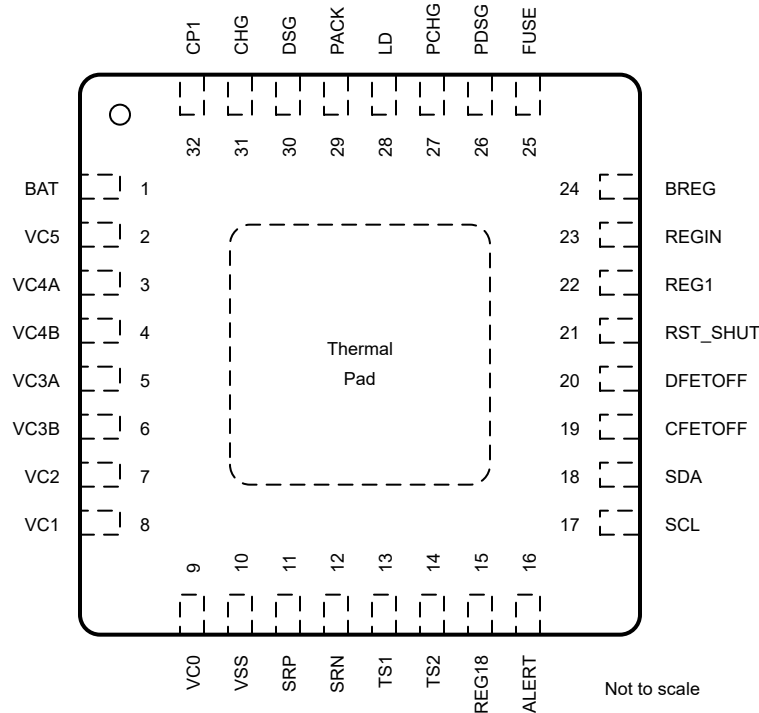 CP1 CHG DSG PACK LD PCHG PDSG FUSE
32 31 30 29 28 27 26 25
BAT 1 24 BREG
VC5 2 23 REGIN
VC4A 3 22 REG1
VC4B 4 21 RST_SHUT
VC3A 5 20 DFETOFF
VC3B 6 19 CFETOFF
VC2 7 18 SDA
VC1 8 17 SCL
Thermal
Pad
9 10 11 12 13 14 15 16
VC0 VSS SRP SRN TS1 TS2 REG18 ALERT
Not to scale